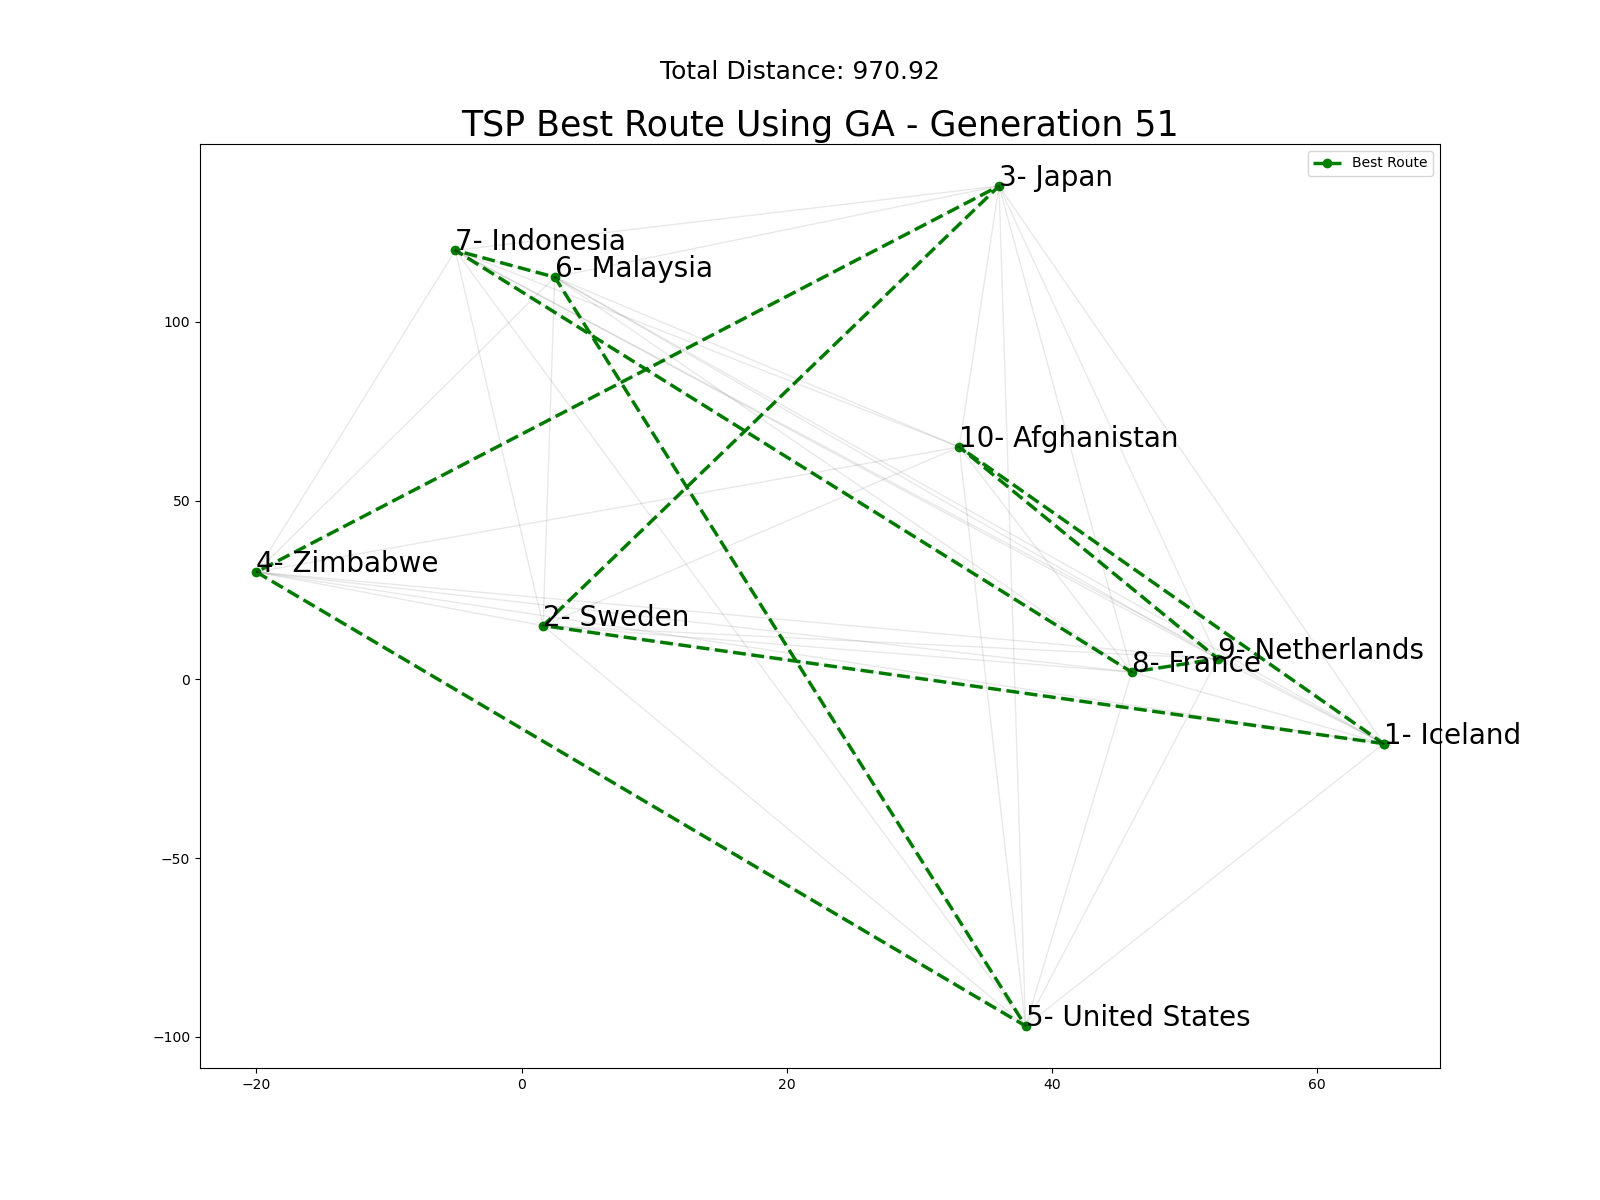 Total Distance: 970.92
TSP Best Route Using GA - Generation 51
Best Route
3- Japan
7- Indonesia
6- Malaysia
100
10- Afghanistan
50
4- Zimbabwe
2- Sweden
9- Netherlands
8- France
0
1- Iceland
−50
5- United States
−100
−20 0 20 40 60